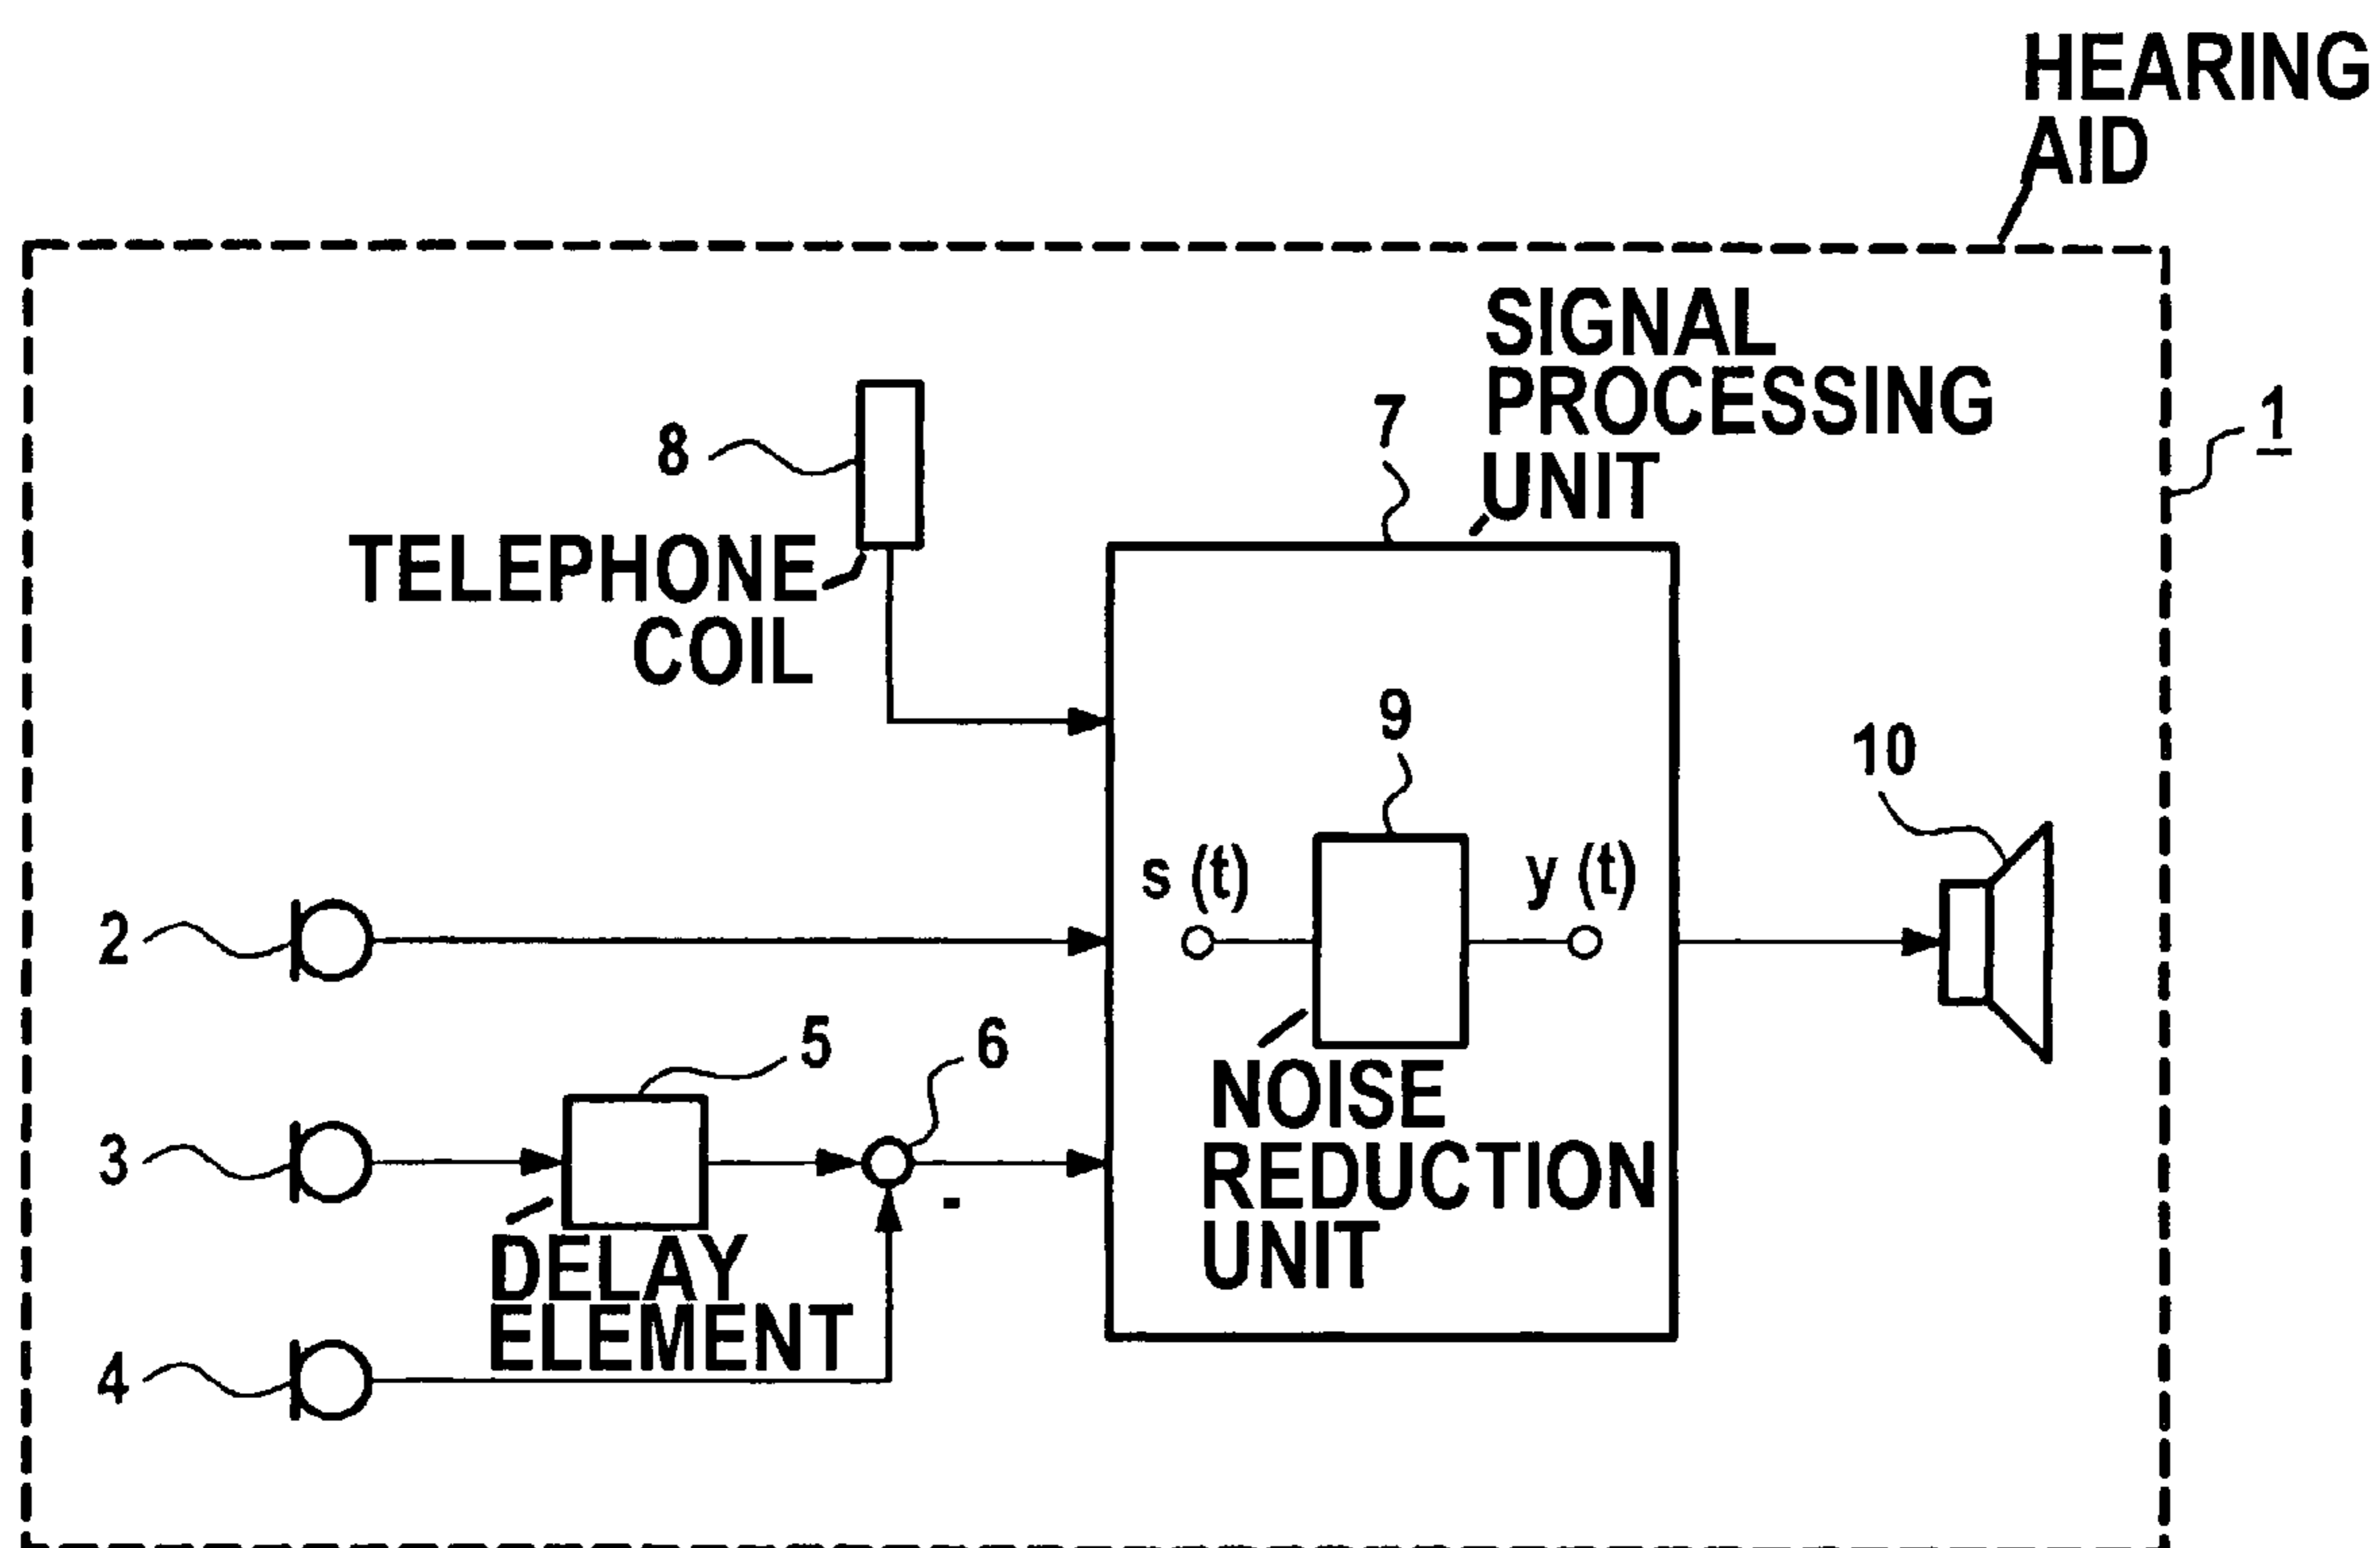 HEARING
AID
SIGNAL
PROCESSING
UNIT
7
1
8
TELEPHONE
COIL
9
10
s (t)
y (t)
2
5
6
NOISE
REDUCTION
UNIT
3
-
DELAY
ELEMENT
4